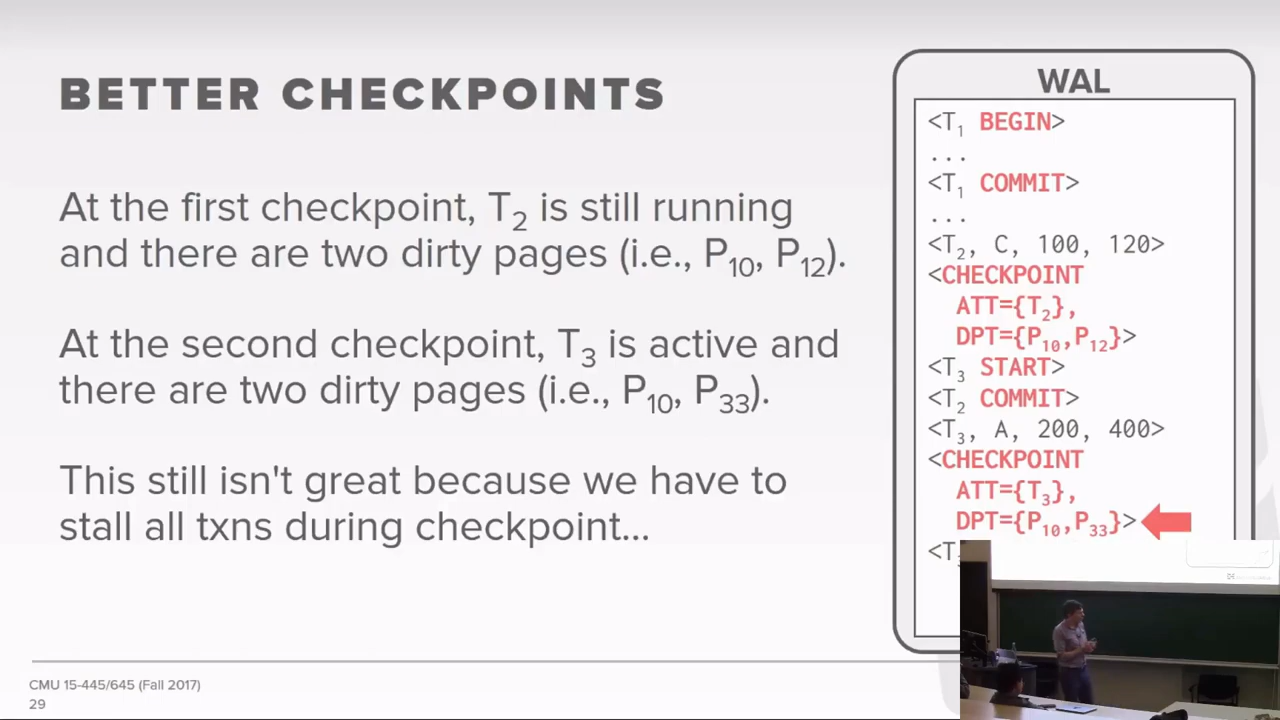 BETTER CHECKPOINTS
At the first checkpoint, T₂ is still running
and there are two dirty pages (i.e., P₁₀, P₁₂).
At the second checkpoint, T₃ is active and
there are two dirty pages (i.e., P₁₀, P₃₃).
This still isn't great because we have to
stall all txns during checkpoint...
WAL
<T₁ BEGIN>
...
<T₁ COMMIT>
...
<T₂, C, 100, 120>
<CHECKPOINT
ATT={T₂},
DPT={P₁₀,P₁₂}>
<T₃ START>
<T₂ COMMIT>
<T₃, A, 200, 400>
<CHECKPOINT
ATT={T₃},
DPT={P₁₀,P₃₃}>
<T
CMU 15-445/645 (Fall 2017)
29